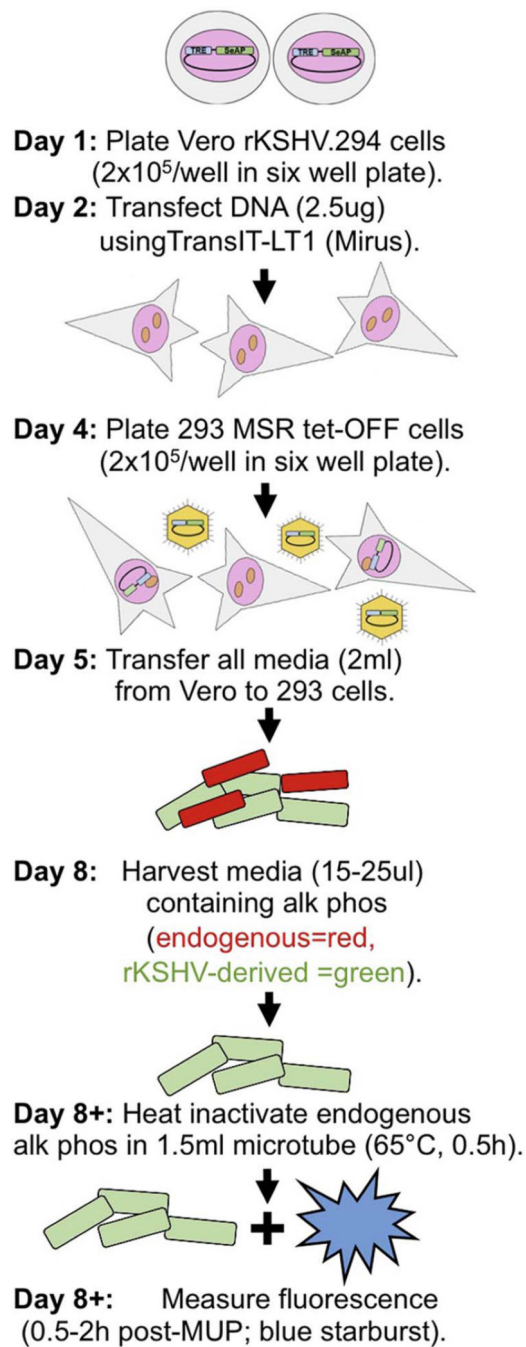 TRE SeAP TRE SeAP
Day 1: Plate Vero rKSHV.294 cells
(2x10⁵/well in six well plate).
Day 2: Transfect DNA (2.5ug)
usingTransIT-LT1 (Mirus).
Day 4: Plate 293 MSR tet-OFF cells
(2x10⁵/well in six well plate).
Day 5: Transfer all media (2ml)
from Vero to 293 cells.
Day 8: Harvest media (15-25ul)
containing alk phos
(endogenous=red,
rKSHV-derived =green).
Day 8+: Heat inactivate endogenous
alk phos in 1.5ml microtube (65°C, 0.5h).
Day 8+: Measure fluorescence
(0.5-2h post-MUP; blue starburst).